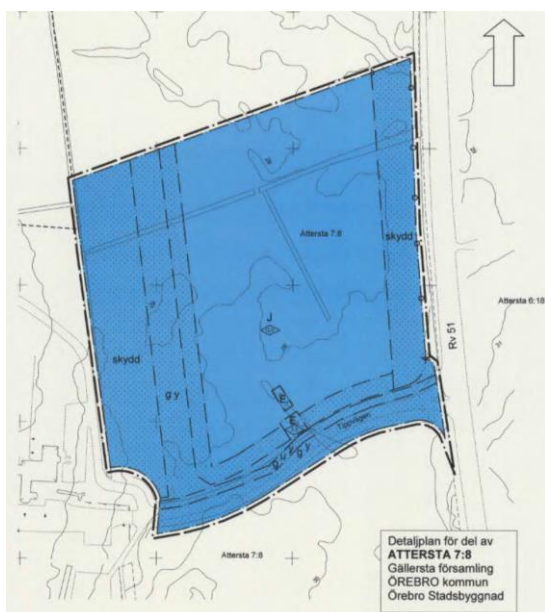 Attersta 7:8
skydd
J
Attersta 6:18
Rv 51
skydd
g y
E
E
Tippvägen
Attersta 7:8
Detaljplan för del av
ATTERSTA 7:8
Gällersta församling
ÖREBRO kommun
Örebro Stadsbyggnad